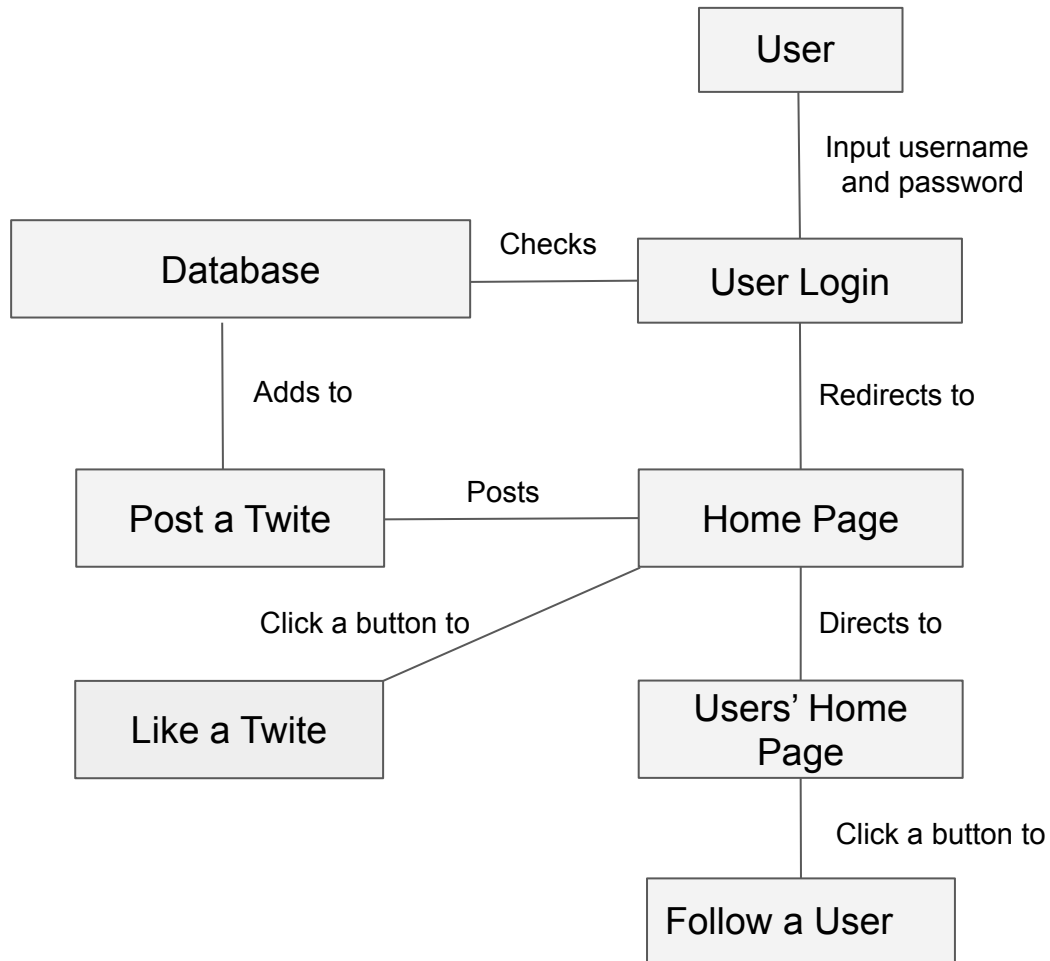 User
Input username
and password
Database
Checks
User Login
Adds to
Redirects to
Post a Twite
Posts
Home Page
Click a button to
Directs to
Like a Twite
Users’ Home
Page
Click a button to
Follow a User